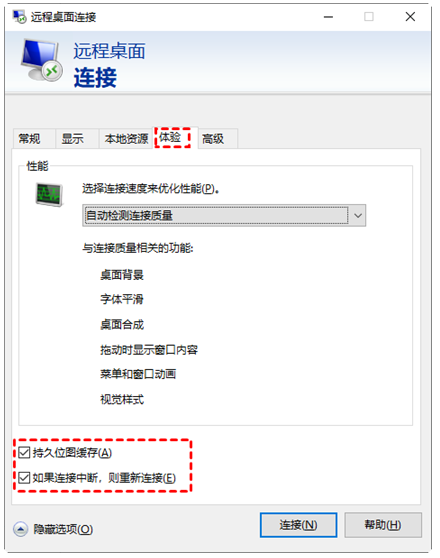 远程桌面连接
远程桌面
连接
常规 显示 本地资源 体验 高级
性能
选择连接速度来优化性能(P)。
自动检测连接质量
与连接质量相关的功能:
桌面背景
字体平滑
桌面合成
拖动时显示窗口内容
菜单和窗口动画
视觉样式
持久位图缓存(A)
如果连接中断，则重新连接(E)
隐藏选项(O) 连接(N) 帮助(H)